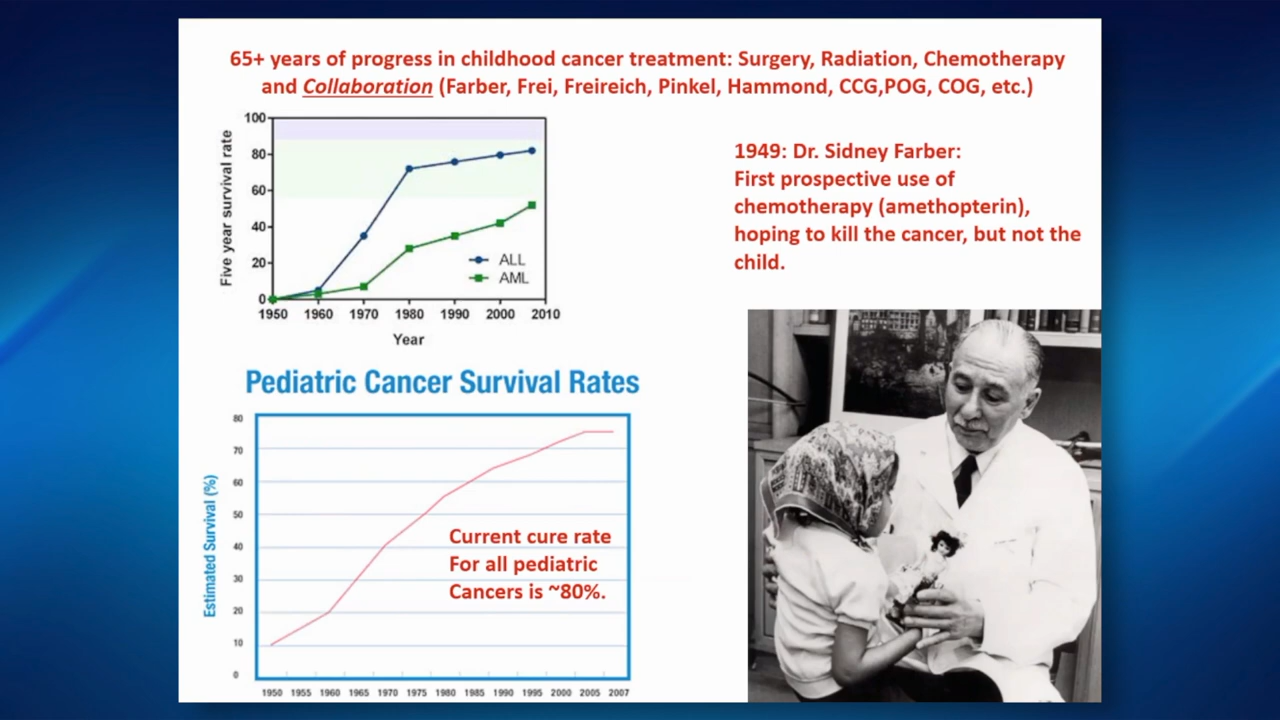 65+ years of progress in childhood cancer treatment: Surgery, Radiation, Chemotherapy
and Collaboration (Farber, Frei, Freireich, Pinkel, Hammond, CCG,POG, COG, etc.)
100
80
60
40
20
0
Five year survival rate
ALL
AML
1950 1960 1970 1980 1990 2000 2010
Year
1949: Dr. Sidney Farber:
First prospective use of
chemotherapy (amethopterin),
hoping to kill the cancer, but not the
child.
Pediatric Cancer Survival Rates
80
70
60
50
40
30
20
10
0
Estimated Survival (%)
Current cure rate
For all pediatric
Cancers is ~80%.
1950 1955 1960 1965 1970 1975 1980 1985 1990 1995 2000 2005 2007